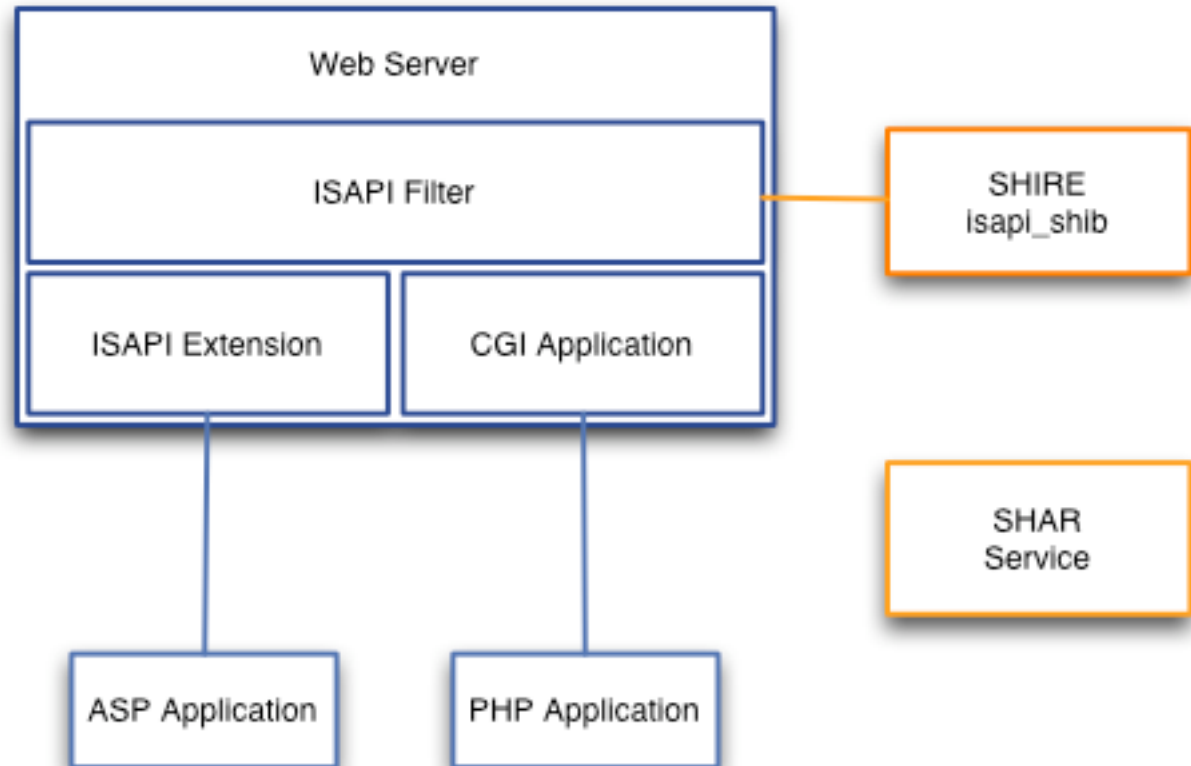 Web Server
ISAPI Filter
SHIRE
isapi_shib
ISAPI Extension
CGI Application
SHAR
Service
ASP Application
PHP Application